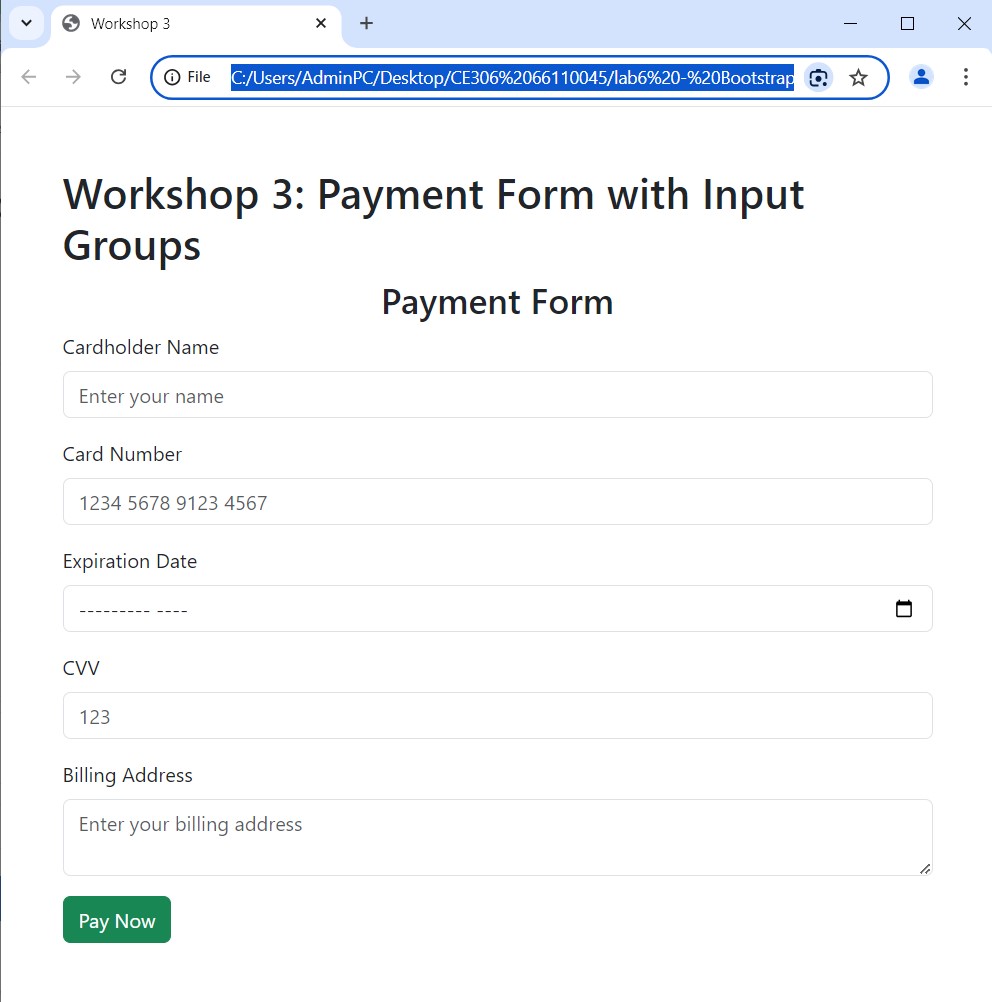 Workshop 3
File C:/Users/AdminPC/Desktop/CE306%2066110045/lab6%20-%20Bootstrap
Workshop 3: Payment Form with Input
Groups
Payment Form
Cardholder Name
Enter your name
Card Number
1234 5678 9123 4567
Expiration Date
--------- ----
CVV
123
Billing Address
Enter your billing address
Pay Now